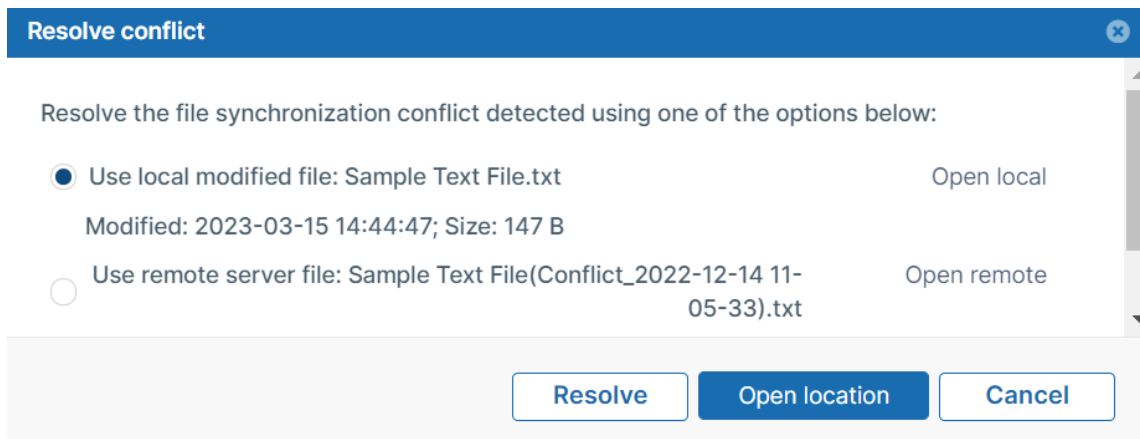 Resolve conflict
Resolve the file synchronization conflict detected using one of the options below:
Use local modified file: Sample Text File.txt Open local
Modified: 2023-03-15 14:44:47; Size: 147 B
Use remote server file: Sample Text File(Conflict_2022-12-14 11- Open remote
05-33).txt
Resolve Open location Cancel